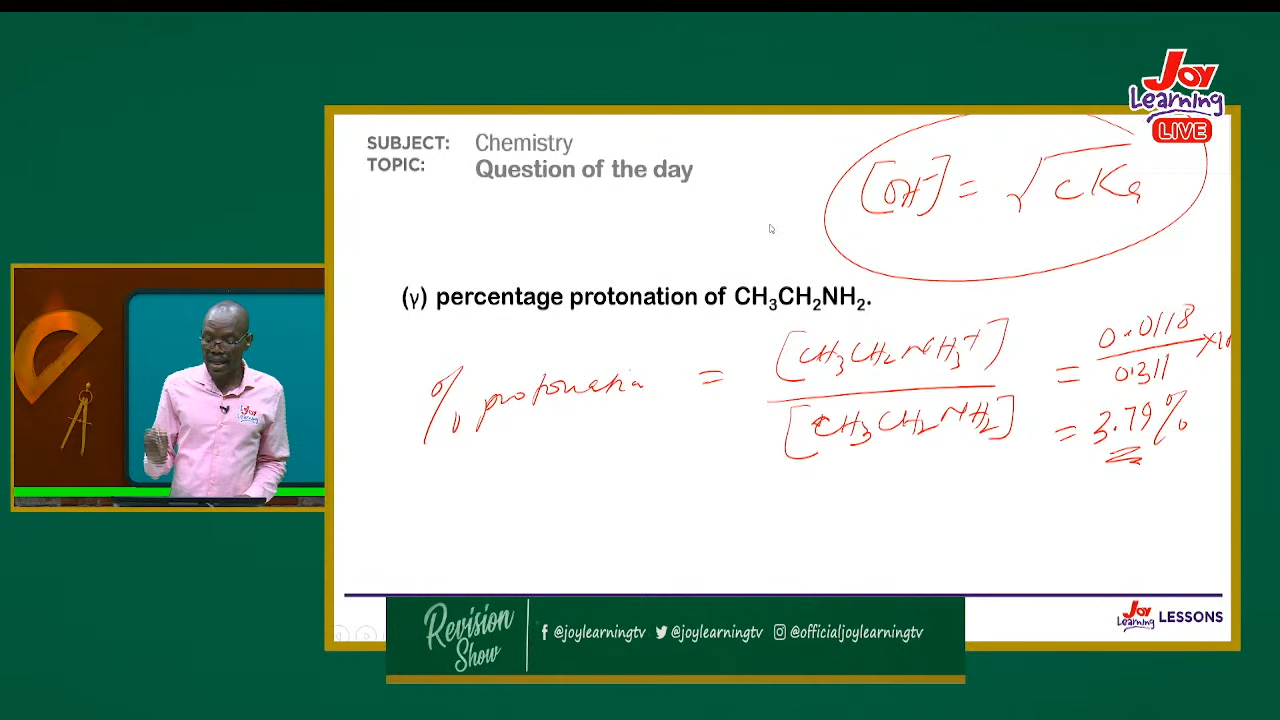 Joy
Learning
LIVE
SUBJECT: Chemistry
TOPIC: Question of the day
[OH⁻] = √cKa
(v) percentage protonation of CH₃CH₂NH₂.
% protonation = [CH₃CH₂NH₃⁺] / [CH₃CH₂NH₂] = 0.0118 / 0.311 ×10
= 3.79%
Joy
Learning
LESSONS
Revision
Show
@joylearningtv @joylearningtv @officialjoylearningtv